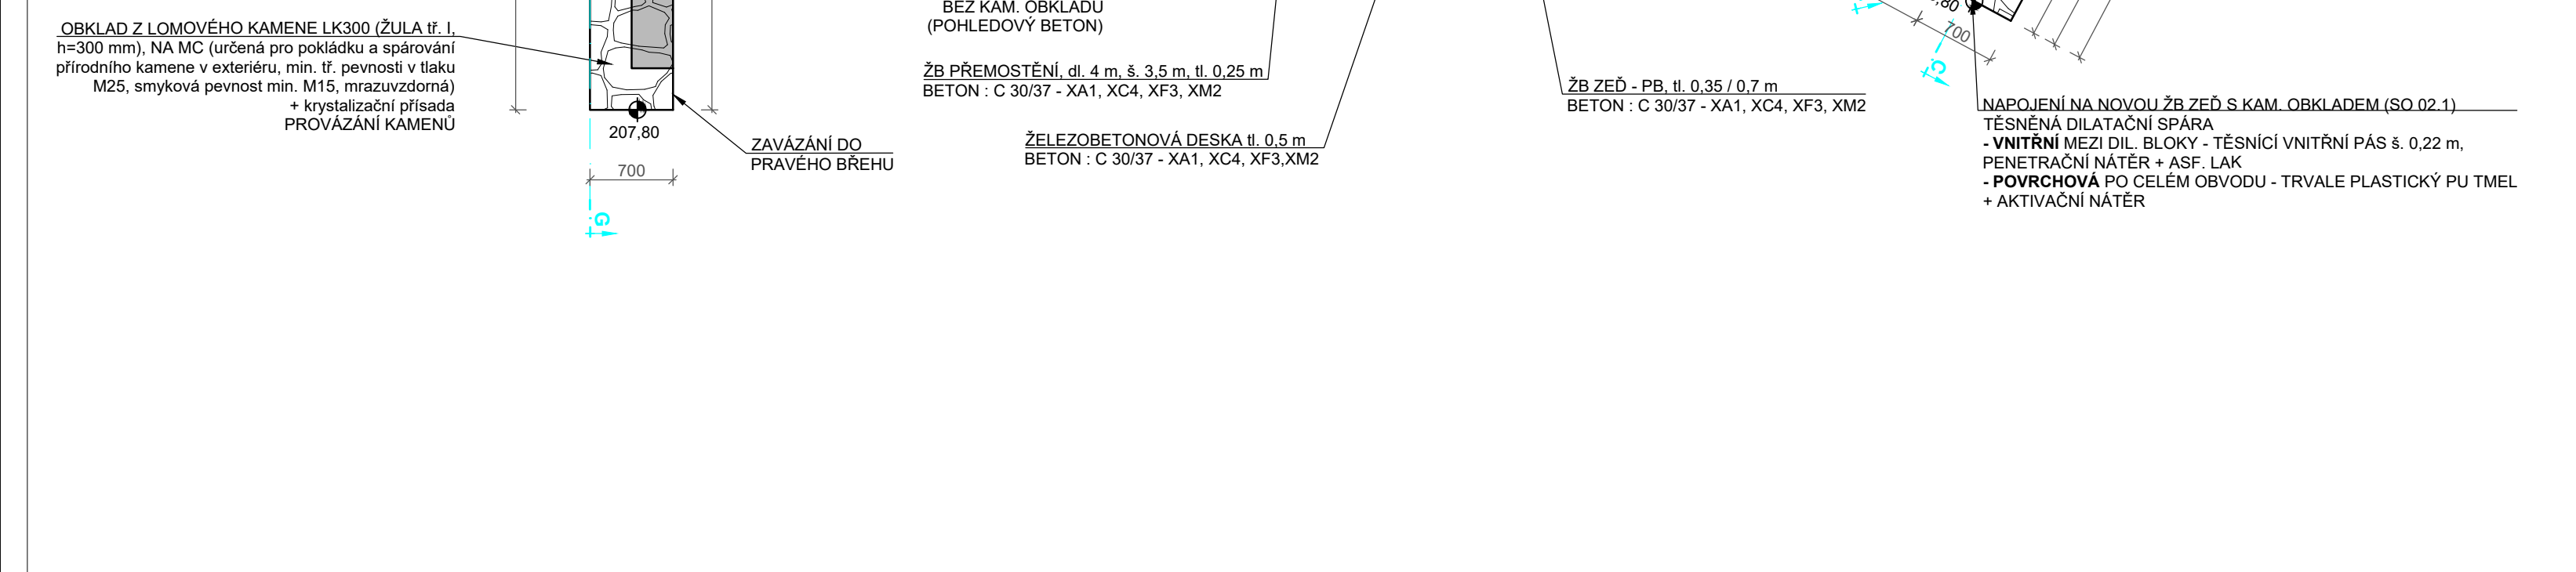 OBKLAD Z LOMOVÉHO KAMENE LK300 (ŽULA tř. I,
h=300 mm), NA MC (určená pro pokládku a spárování
přírodního kamene v exteriéru, min. tř. pevnosti v tlaku
M25, smyková pevnost min. M15, mrazuvzdorná)
+ krystalizační přísada
PROVÁZÁNÍ KAMENŮ
207,80
700
G
ZAVÁZÁNÍ DO
PRAVÉHO BŘEHU
BEZ KAM. OBKLADU
(POHLEDOVÝ BETON)
ŽB PŘEMOSTĚNÍ, dl. 4 m, š. 3,5 m, tl. 0,25 m
BETON : C 30/37 - XA1, XC4, XF3, XM2
ŽELEZOBETONOVÁ DESKA tl. 0,5 m
BETON : C 30/37 - XA1, XC4, XF3,XM2
ŽB ZEĎ - PB, tl. 0,35 / 0,7 m
BETON : C 30/37 - XA1, XC4, XF3, XM2
700
C
NAPOJENÍ NA NOVOU ŽB ZEĎ S KAM. OBKLADEM (SO 02.1)
TĚSNĚNÁ DILATAČNÍ SPÁRA
- VNITŘNÍ MEZI DIL. BLOKY - TĚSNÍCÍ VNITŘNÍ PÁS š. 0,22 m,
PENETRAČNÍ NÁTĚR + ASF. LAK
- POVRCHOVÁ PO CELÉM OBVODU - TRVALE PLASTICKÝ PU TMEL
+ AKTIVAČNÍ NÁTĚR